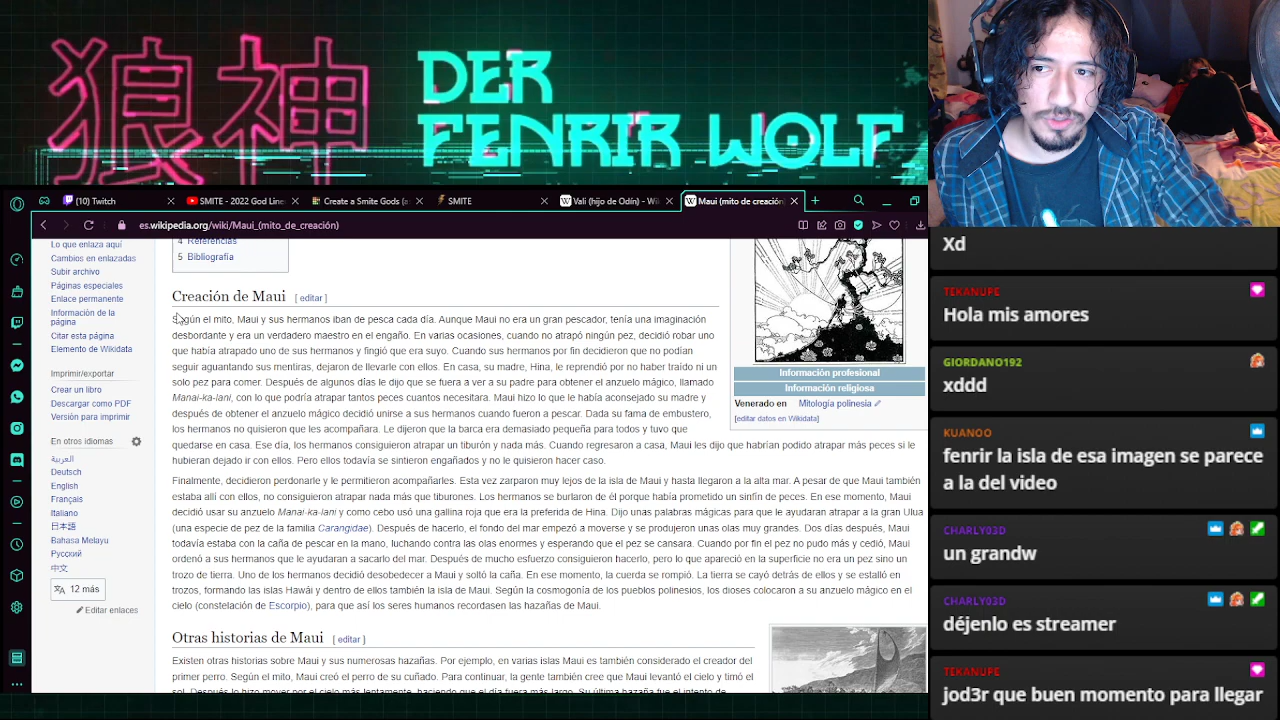 狼神
DER
FENRIR WOLF
(10) Twitch
SMITE - 2022 God Line
Create a Smite Gods (a
SMITE
Vali (hijo de Odín) - Wi
Maui (mito de creación)
es.wikipedia.org/wiki/Maui_(mito_de_creación)
Lo que enlaza aquí
Cambios en enlazadas
Subir archivo
Páginas especiales
Enlace permanente
Información de la
página
Citar esta página
Elemento de Wikidata
Imprimir/exportar
Crear un libro
Descargar como PDF
Versión para imprimir
En otros idiomas
العربية
Deutsch
English
Français
Italiano
日本語
Bahasa Melayu
Русский
中文
12 más
Editar enlaces
4 Referencias
5 Bibliografía
Creación de Maui [ editar ]
Según el mito, Maui y sus hermanos iban de pesca cada día. Aunque Maui no era un gran pescador, tenía una imaginación
desbordante y era un verdadero maestro en el engaño. En varias ocasiones, cuando no atrapó ningún pez, decidió robar uno
que había atrapado uno de sus hermanos y fingió que era suyo. Cuando sus hermanos por fin decidieron que no podían
seguir aguantando sus mentiras, dejaron de llevarle con ellos. En casa, su madre, Hina, le reprendió por no haber traído ni un
solo pez para comer. Después de algunos días le dijo que fuera a ver a su padre para obtener el anzuelo mágico, llamado
Manai-ka-lani, con lo que podría atrapar tantos peces cuantos necesitara. Maui hizo lo que le había aconsejado su madre y
después de obtener el anzuelo mágico decidió unirse a sus hermanos cuando fueron a pescar. Dada su fama de embustero,
los hermanos no quisieron que les acompañara. Le dijeron que la barca era demasiado pequeña para todos y tuvo que
quedarse en casa. Ese día, los hermanos consiguieron atrapar un tiburón y nada más. Cuando regresaron a casa, Maui les dijo que habrían podido atrapar más peces si le
hubieran dejado ir con ellos. Pero ellos todavía se sintieron engañados y no le quisieron hacer caso.
Finalmente, decidieron perdonarle y le permitieron acompañarles. Esta vez zarparon muy lejos de la isla de Maui y hasta llegaron a la alta mar. A pesar de que Maui también
estaba allí con ellos, no consiguieron atrapar nada más que tiburones. Los hermanos se burlaron de él porque había prometido un sinfín de peces. En ese momento, Maui
decidió usar su anzuelo Manai-ka-lani y como cebo usó una gallina roja que era la preferida de Hina. Dijo unas palabras mágicas para que le ayudaran atrapar a la gran Ulua
(una especie de pez de la familia Carangidae). Después de hacerlo, el fondo del mar empezó a moverse y se produjeron unas olas muy grandes. Dos días después, Maui
todavía estaba con la caña de pescar en la mano, luchando contra las olas enormes y esperando que el pez se cansara. Cuando por fin el pez no pudo más y cedió, Maui
ordenó a sus hermanos que le ayudaran a sacarlo del mar. Después de mucho esfuerzo consiguieron hacerlo, pero lo que apareció en la superficie no era un pez sino un
trozo de tierra. Uno de los hermanos decidió desobedecer a Maui y soltó la caña. En ese momento, la cuerda se rompió. La tierra se cayó detrás de ellos y se estalló en
trozos, formando las islas Hawái y dentro de ellos también la isla de Maui. Según la cosmogonía de los pueblos polinesios, los dioses colocaron a su anzuelo mágico en el
cielo (constelación de Escorpio), para que así los seres humanos recordasen las hazañas de Maui.
Información profesional
Información religiosa
Venerado en Mitología polinesia
[editar datos en Wikidata]
Otras historias de Maui [ editar ]
Existen otras historias sobre Maui y sus numerosas hazañas. Por ejemplo, en varias islas Maui es también considerado el creador del
primer perro. Según el mito, Maui creó el perro de su cuñado. Para continuar, la gente también cree que Maui levantó el cielo y timó el
Xd
TEKANUPE
Hola mis amores
GIORDANO192
xddd
KUANOO
fenrir la isla de esa imagen se parece
a la del video
CHARLY03D
un grandw
CHARLY03D
déjenlo es streamer
TEKANUPE
jod3r que buen momento para llegar